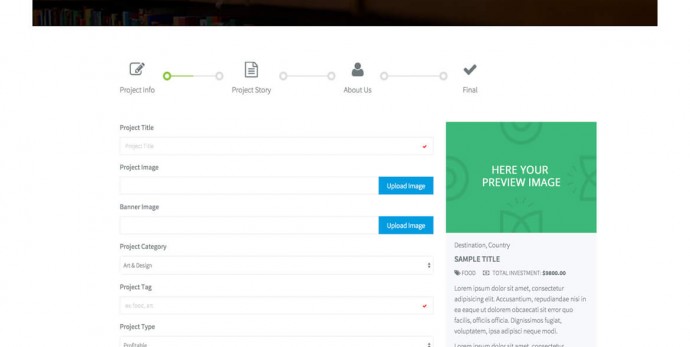 Project Info
Project Story
About Us
Final
Project Title
Project Title
Project Image
Upload Image
Banner Image
Upload Image
Project Category
Art & Design
Project Tag
ex: food, art
Project Type
Profitable
HERE YOUR
PREVIEW IMAGE
Destination, Country
SAMPLE TITLE
FOOD TOTAL INVESTMENT: $9800.00
Lorem ipsum dolor sit amet, consectetur
adipisicing elit. Accusantium, repudiandae nisi in
ea eaque ut dolorem obcaecati sit error quo
facilis, officiis officia. Dignissimos fugiat,
voluptatem, ipsa adipisci neque modi.
Lorem ipsum dolor sit amet, consectetur